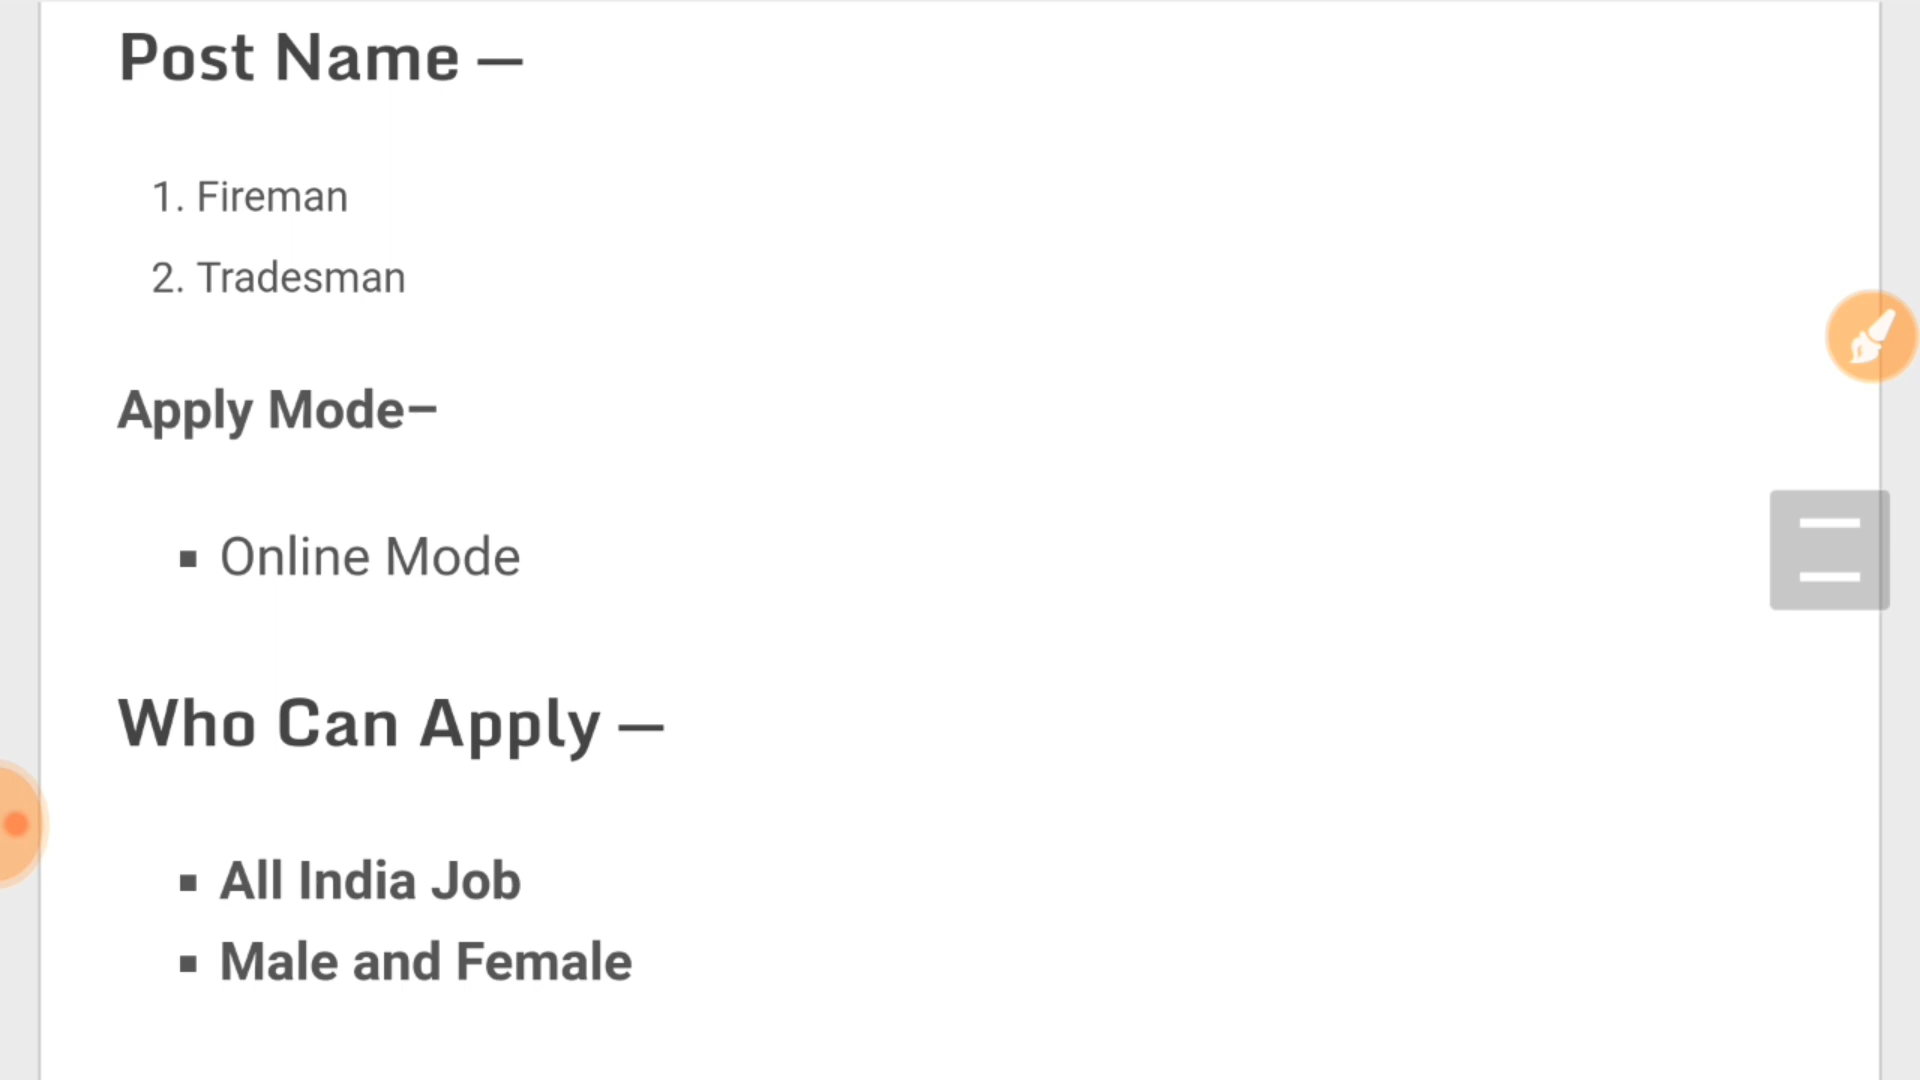 Post Name —
1. Fireman
2. Tradesman
Apply Mode–
▪ Online Mode
Who Can Apply —
▪ All India Job
▪ Male and Female